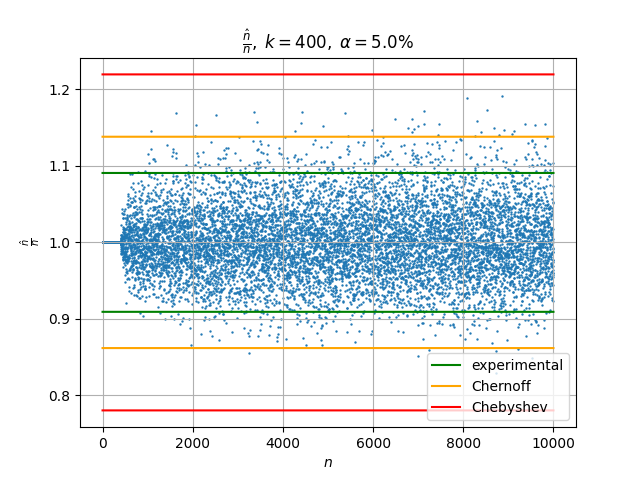 n̂/n, k = 400, α = 5.0%
1.2
1.1
1.0
0.9
0.8
n̂/n
0 2000 4000 6000 8000 10000
n
experimental
Chernoff
Chebyshev